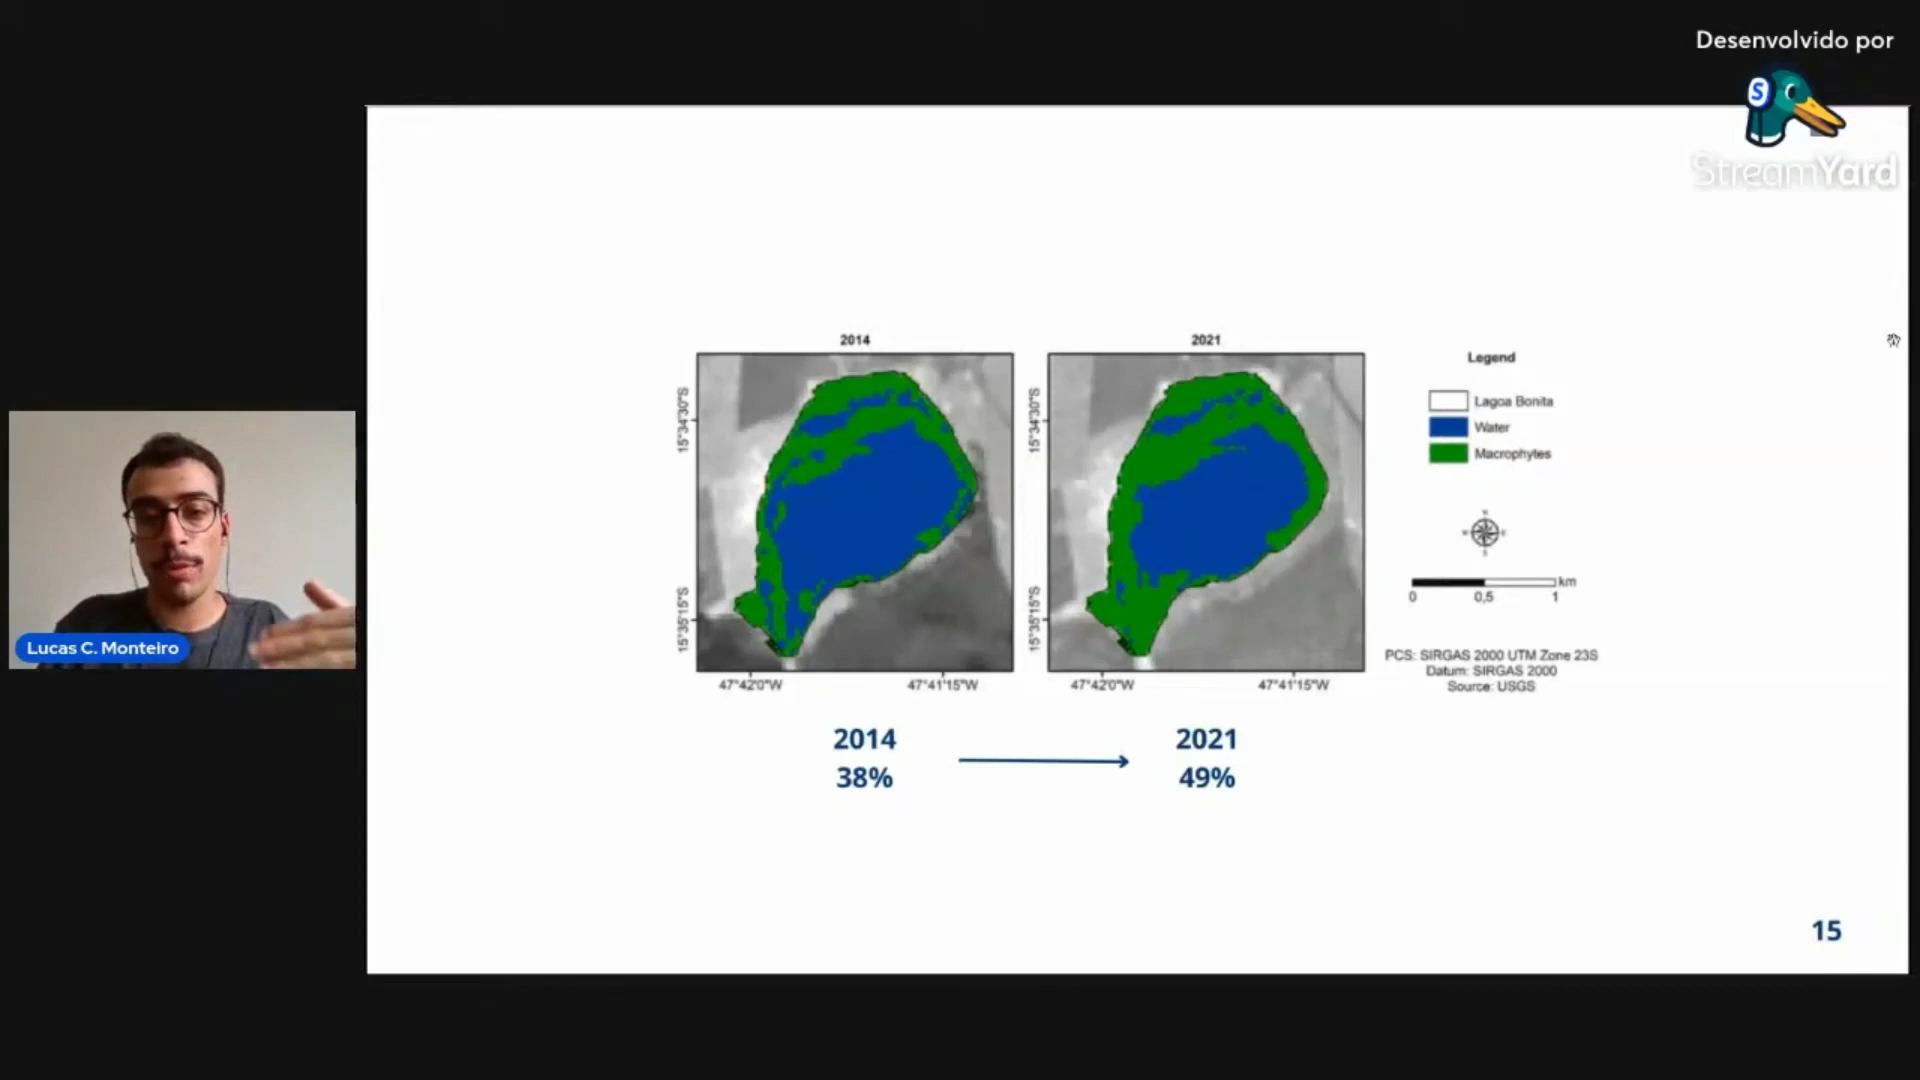 Desenvolvido por
S
StreamYard
2014
2021
15°34'30"S
15°35'15"S
47°42'0"W
47°41'15"W
15°34'30"S
15°35'15"S
47°42'0"W
47°41'15"W
Legend
Lagoa Bonita
Water
Macrophytes
N
W
E
S
km
0
0,5
1
PCS: SIRGAS 2000 UTM Zone 23S
Datum: SIRGAS 2000
Source: USGS
2014
2021
38%
49%
Lucas C. Monteiro
15